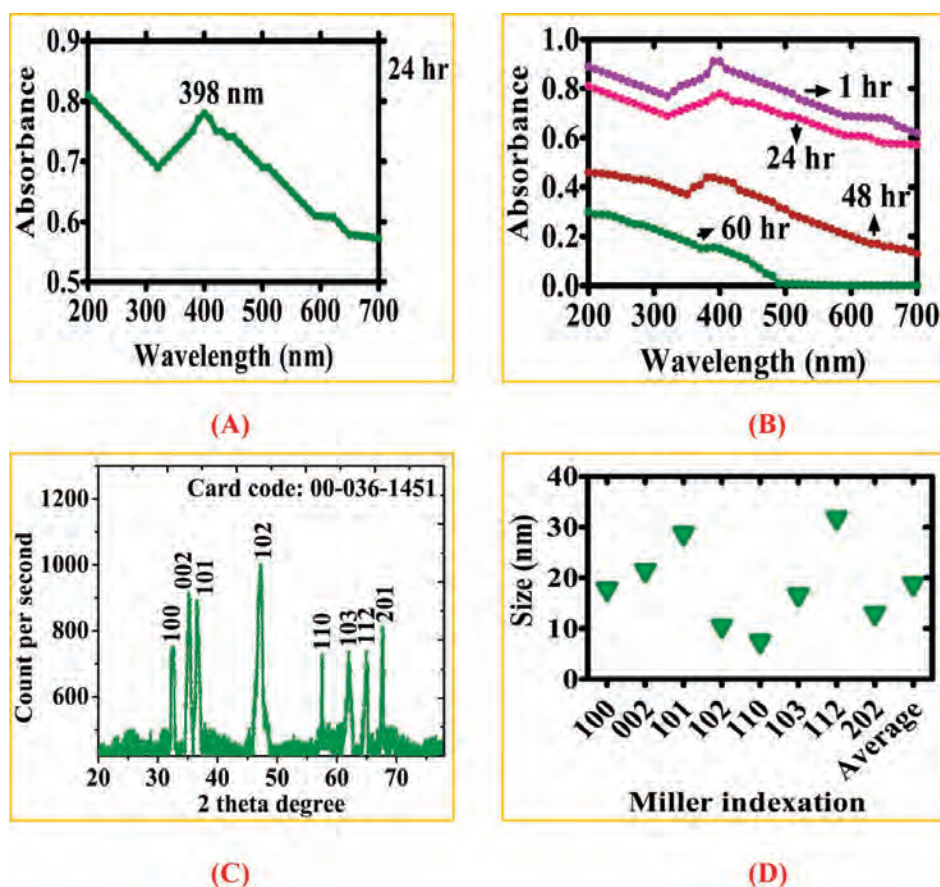 0.9
0.8
0.7
0.6
0.5
Absorbance
398 nm
24 hr
200 300 400 500 600 700
Wavelength (nm)
(A)
1.0
0.8
0.6
0.4
0.2
0.0
Absorbance
1 hr
24 hr
48 hr
60 hr
200 300 400 500 600 700
Wavelength (nm)
(B)
Card code: 00-036-1451
1200
1000
800
600
Count per second
100
002
101
102
110
103
112
201
20 30 40 50 60 70
2 theta degree
(C)
40
30
20
10
0
Size (nm)
100 002 101 102 110 103 112 202 Average
Miller indexation
(D)